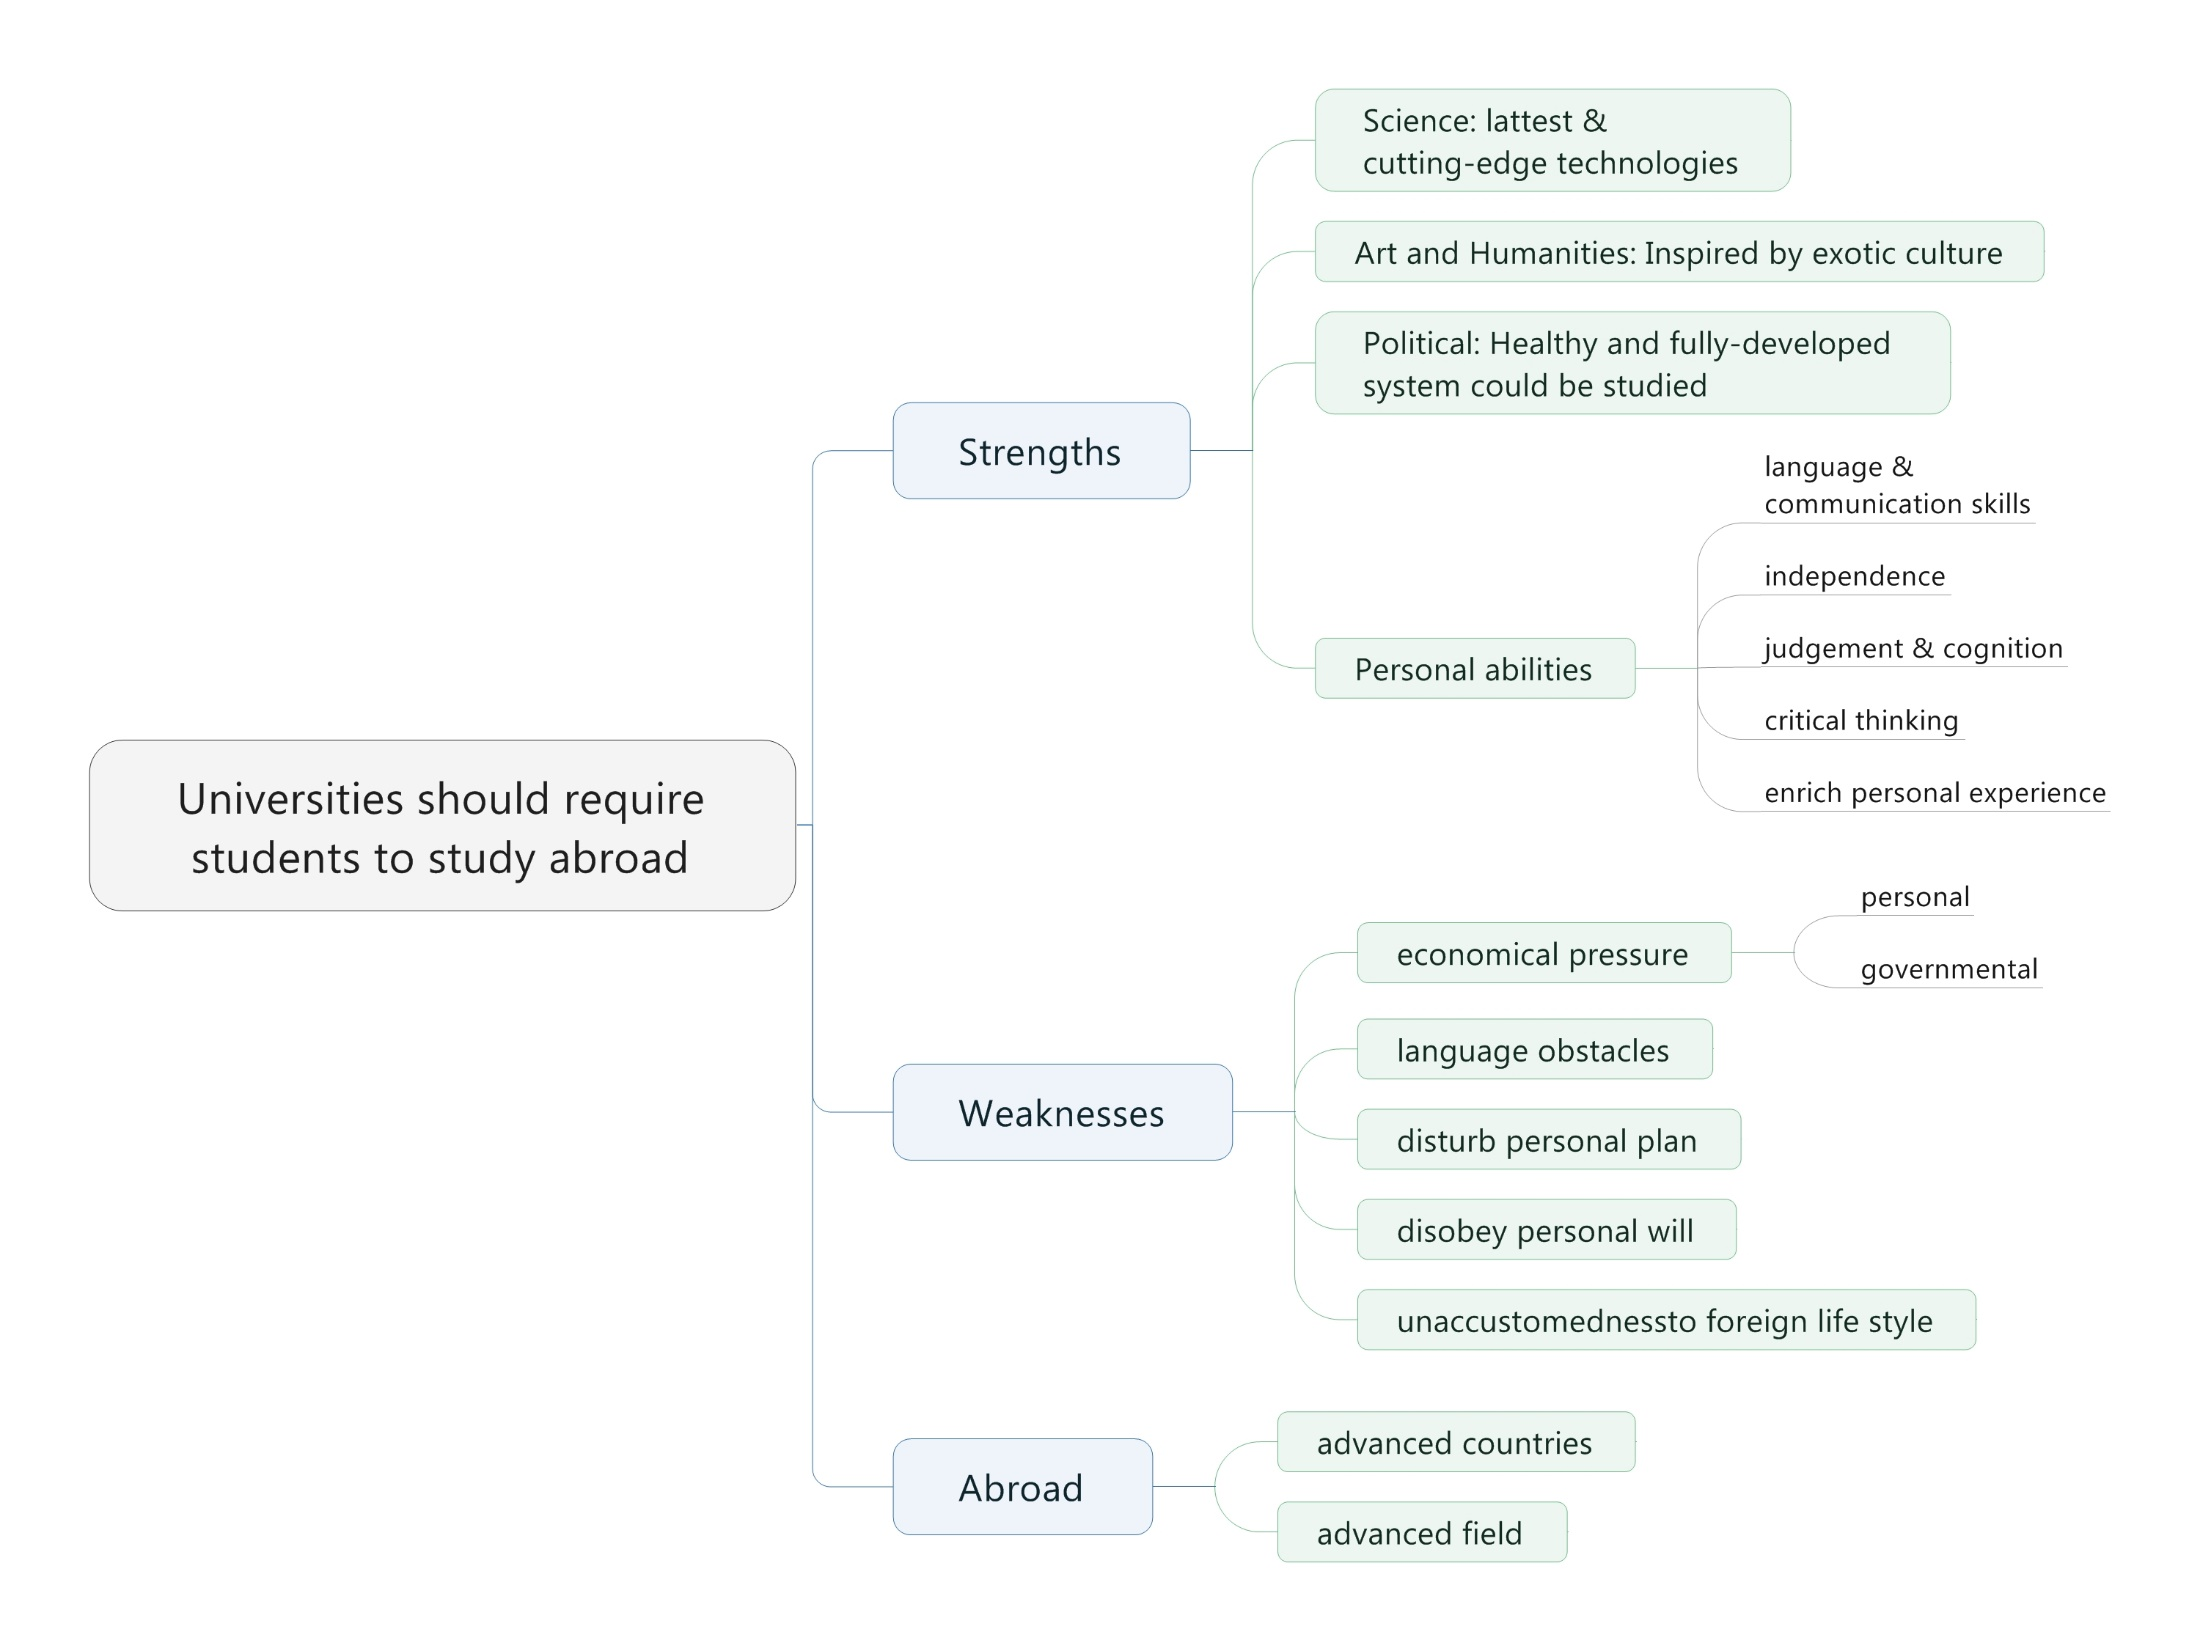 Universities should require
students to study abroad
Strengths
Science: lattest &
cutting-edge technologies
Art and Humanities: Inspired by exotic culture
Political: Healthy and fully-developed
system could be studied
Personal abilities
language &
communication skills
independence
judgement & cognition
critical thinking
enrich personal experience
Weaknesses
economical pressure
personal
governmental
language obstacles
disturb personal plan
disobey personal will
unaccustomednessto foreign life style
Abroad
advanced countries
advanced field